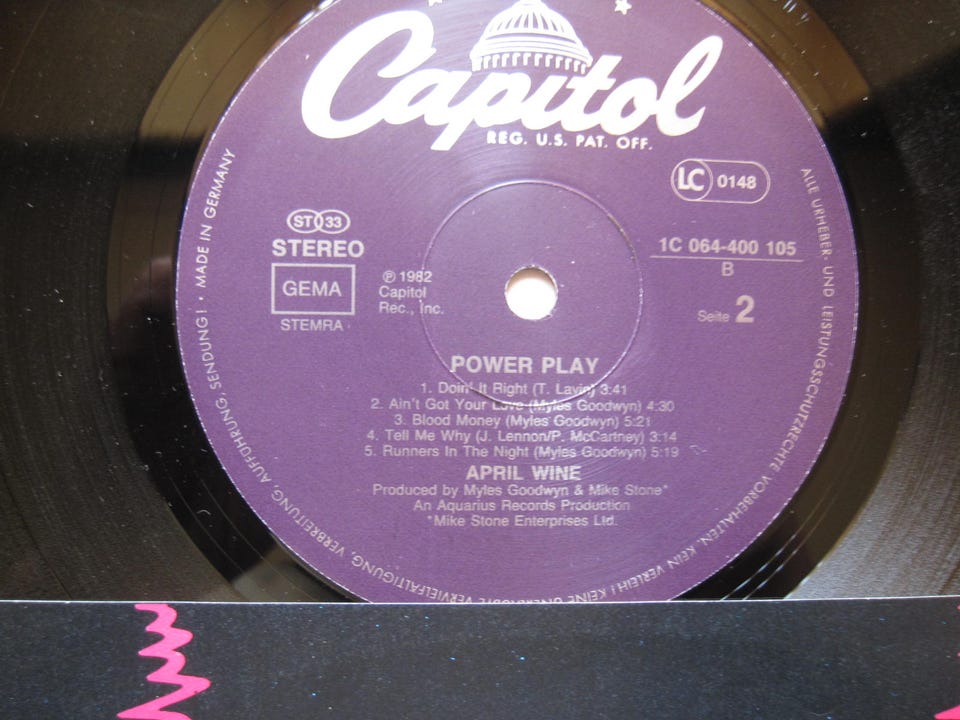 Capitol
REG. U.S. PAT. OFF.
LC 0148
ST 33
STEREO
GEMA
STEMRA
℗ 1982
Capitol
Rec., Inc.
1C 064-400 105
B
Seite 2
POWER PLAY
1. Doin' It Right (T. Lavin) 3:41
2. Ain't Got Your Love (Myles Goodwyn) 4:30
3. Blood Money (Myles Goodwyn) 5:21
4. Tell Me Why (J. Lennon/P. McCartney) 3:14
5. Runners In The Night (Myles Goodwyn) 5:19
APRIL WINE
Produced by Myles Goodwyn & Mike Stone*
An Aquarius Records Production
*Mike Stone Enterprises Ltd.
ALLE URHEBER- UND LEISTUNGSSCHUTZRECHTE VORBEHALTEN. KEIN VERLEIH! KEINE UNERLAUBTE VERVIELFÄLTIGUNG, VERBREITUNG, AUFFÜHRUNG, SENDUNG! • MADE IN GERMANY